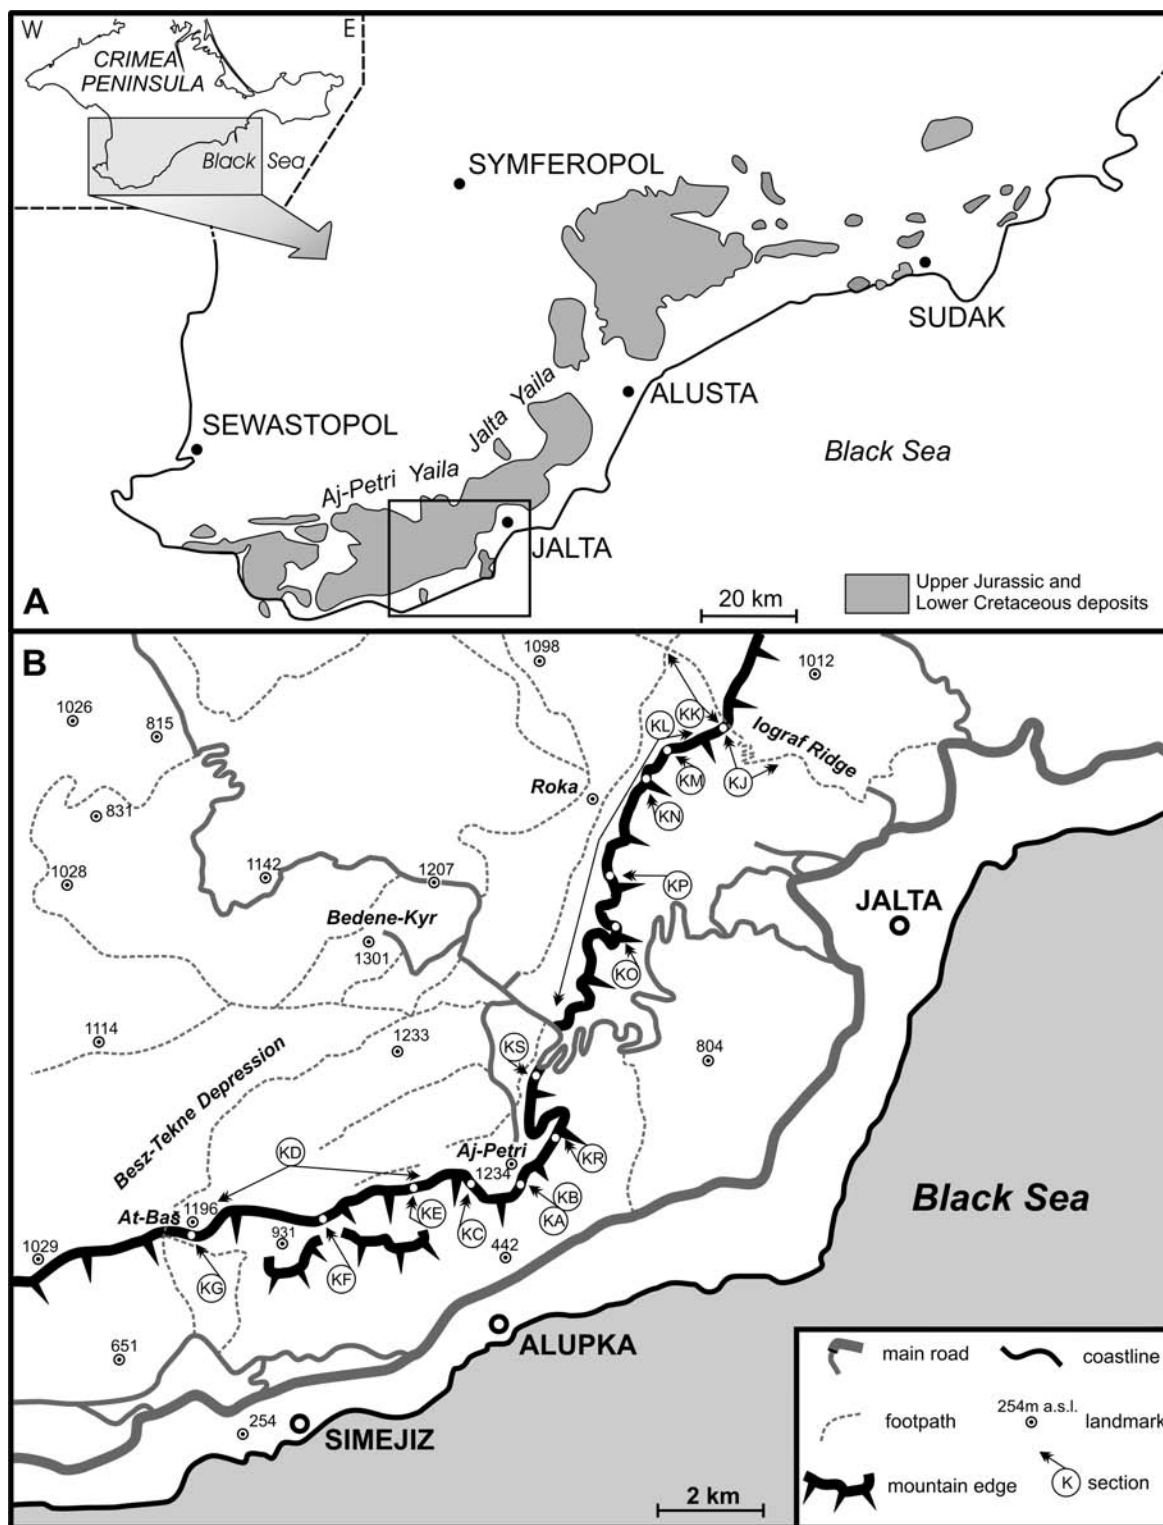 W
E
CRIMEA
PENINSULA
Black Sea
SYMFEROPOL
SUDAK
ALUSTA
Jalta Yaila
SEWASTOPOL
Aj-Petri Yaila
Black Sea
JALTA
A
20 km
Upper Jurassic and
Lower Cretaceous deposits
B
1098
1012
1026
815
KL
KK
Iograf Ridge
KM
KJ
Roka
KN
831
1142
1207
1028
KP
Bedene-Kyr
JALTA
1301
KO
1114
1233
KS
804
Besz-Tekne Depression
KD
Aj-Petri
KR
1234
Black Sea
KB
At-Baš
1196
KE
KC
KA
931
442
1029
KG
KF
ALUPKA
651
254
SIMEJIZ
2 km
main road
coastline
footpath
254m a.s.l.
landmark
mountain edge
K
section